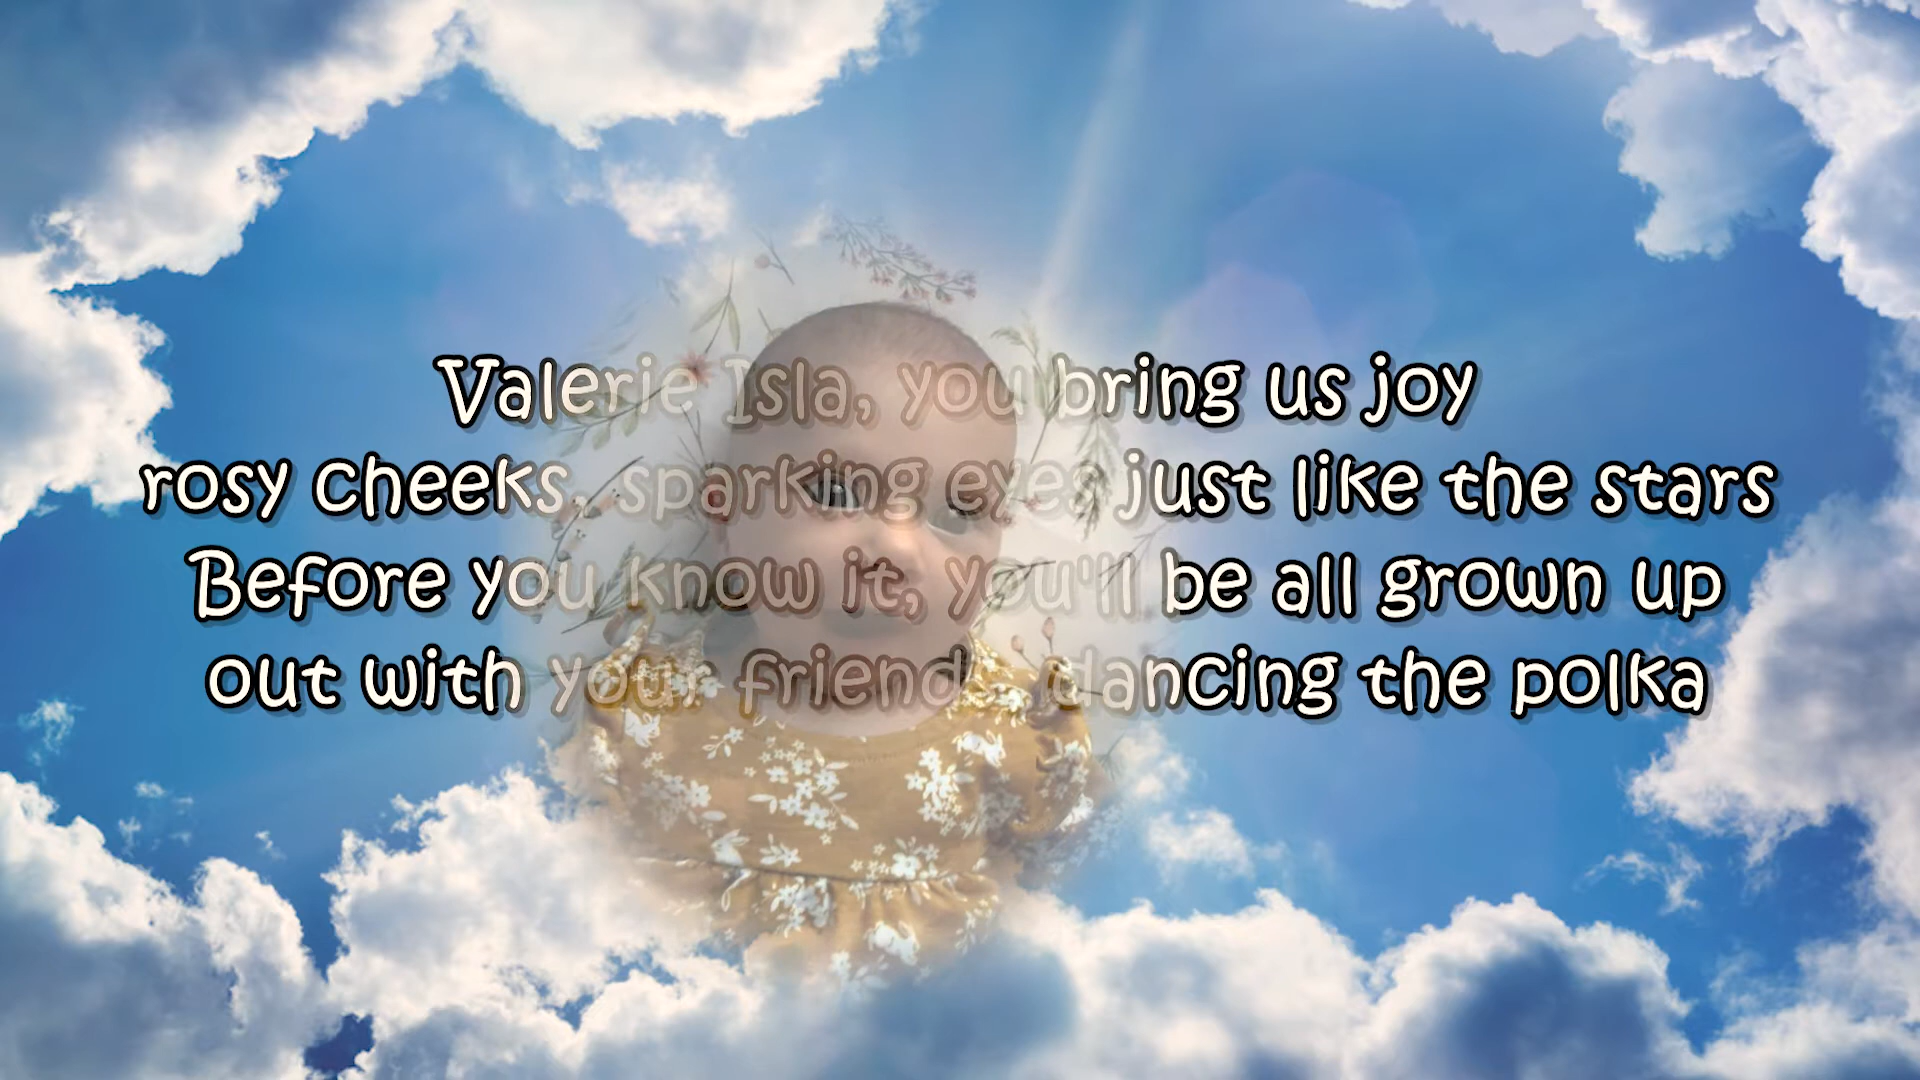 Valerie Isla, you bring us joy
rosy cheeks, sparking eyes just like the stars
Before you know it, you'll be all grown up
out with your friends dancing the polka